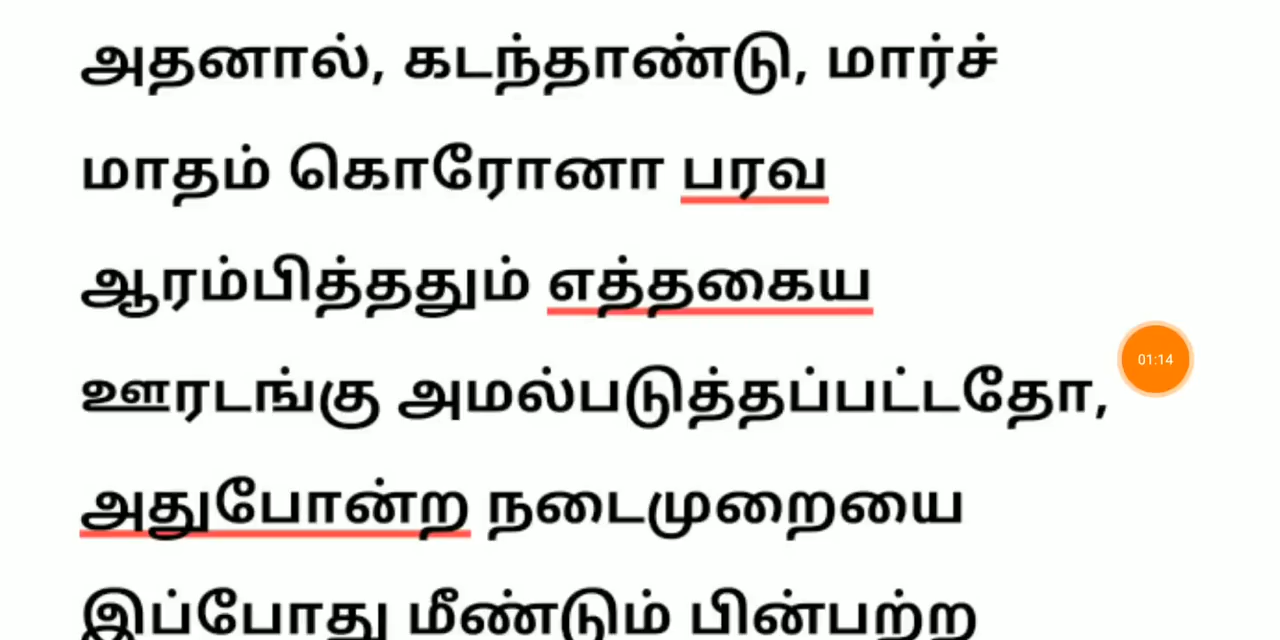 அதனால், கடந்தாண்டு, மார்ச்
மாதம் கொரோனா பரவ
ஆரம்பித்ததும் எத்தகைய
ஊரடங்கு அமல்படுத்தப்பட்டதோ,
01:14
அதுபோன்ற நடைமுறையை
இப்போது மீண்டும் பின்பற்ற